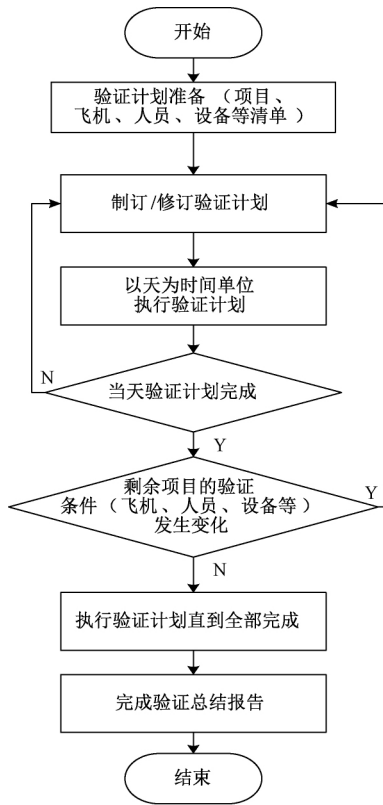 开始
验证计划准备（项目、
飞机、人员、设备等清单）
制订/修订验证计划
以天为时间单位
执行验证计划
N
当天验证计划完成
Y
剩余项目的验证
条件（飞机、人员、设备等）
发生变化
Y
N
执行验证计划直到全部完成
完成验证总结报告
结束